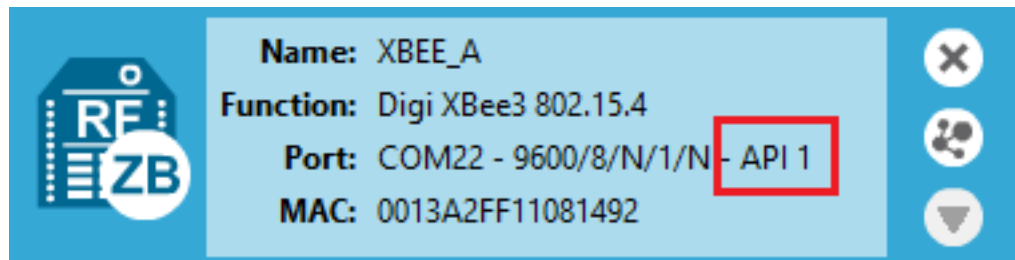 RF
ZB
Name: XBEE_A
Function: Digi XBee3 802.15.4
Port: COM22 - 9600/8/N/1/N - API 1
MAC: 0013A2FF11081492